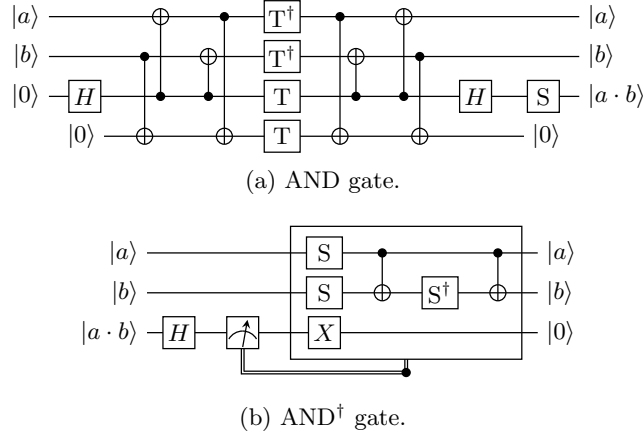 |a⟩ T† |a⟩
|b⟩ T† |b⟩
|0⟩ H T H S |a · b⟩
|0⟩ T |0⟩
(a) AND gate.
|a⟩ S |a⟩
|b⟩ S S† |b⟩
|a · b⟩ H X |0⟩
(b) AND† gate.